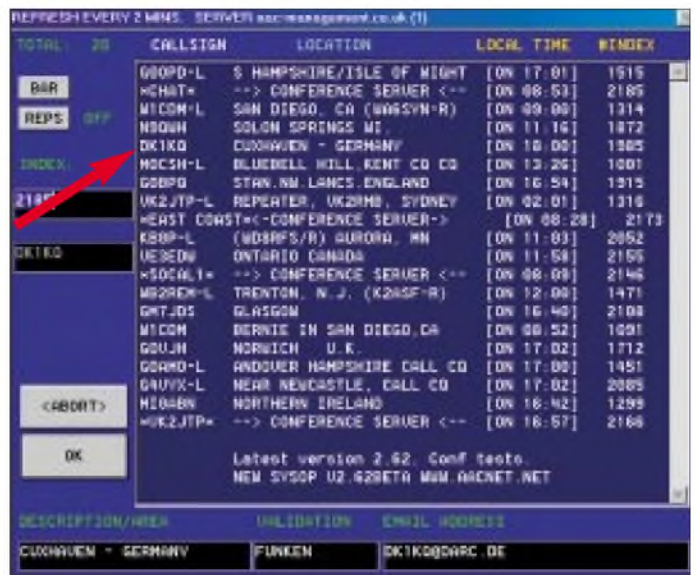 REFRESH EVERY 2 MINS. SERVER aac-management.co.uk (1)
TOTAL: 20 CALLSIGN LOCATION LOCAL TIME #INDEX
BAR
REPS OFF
INDEX:
DK1KQ
<ABORT>
OK
S HAMPSHIRE/ISLE OF WIGHT [ON 17:01] 1515
*CHAT* --> CONFERENCE SERVER <-- [ON 08:53] 2185
W1COM-L SAN DIEGO, CA (WA6SYN-R) [ON 09:00] 1314
SOLON SPRINGS WI. [ON 11:16]
DK1KQ CUXHAVEN - GERMANY [ON 18:00] 1985
M0CSH-L BLUEBELL HILL,KENT CQ CQ [ON 13:26] 1001
STAN.NW.LANCS.ENGLAND [ON 16:54] 1915
VK2JTP-L REPEATER, VK2RMB, SYDNEY [ON 02:01] 1316
*EAST COAST*<-CONFERENCE SERVER-> [ON 08:28] 2173
AURORA, MN [ON 11:03] 2052
VE3EDW ONTARIO CANADA [ON 11:58] 2155
*SOCAL1* --> CONFERENCE SERVER <-- [ON 08:09] 2146
WB2REM-L TRENTON, N.J. (K2ASF-R) [ON 12:00] 1471
GM7JDS GLASGOW [ON 16:40]
W1COM BERNIE IN SAN DIEGO,CA [ON 08:52] 1091
G0UJH NORWICH U.K. [ON 17:02] 1712
ANDOVER HAMPSHIRE CALL CQ [ON 17:00] 1451
G4UYX-L NEAR NEWCASTLE, CALL CQ [ON 17:02] 2085
MI0ABN NORTHERN IRELAND [ON 16:42] 1299
*VK2JTP* --> CONFERENCE SERVER <-- [ON 16:57] 2166
Latest version 2.62. Conf tests.
NEW SYSOP V2.62BETA WWW.AACNET.NET
DESCRIPTION/AREA VALIDATION EMAIL ADDRESS
CUXHAVEN - GERMANY FUNKEN DK1KQ@DARC.DE